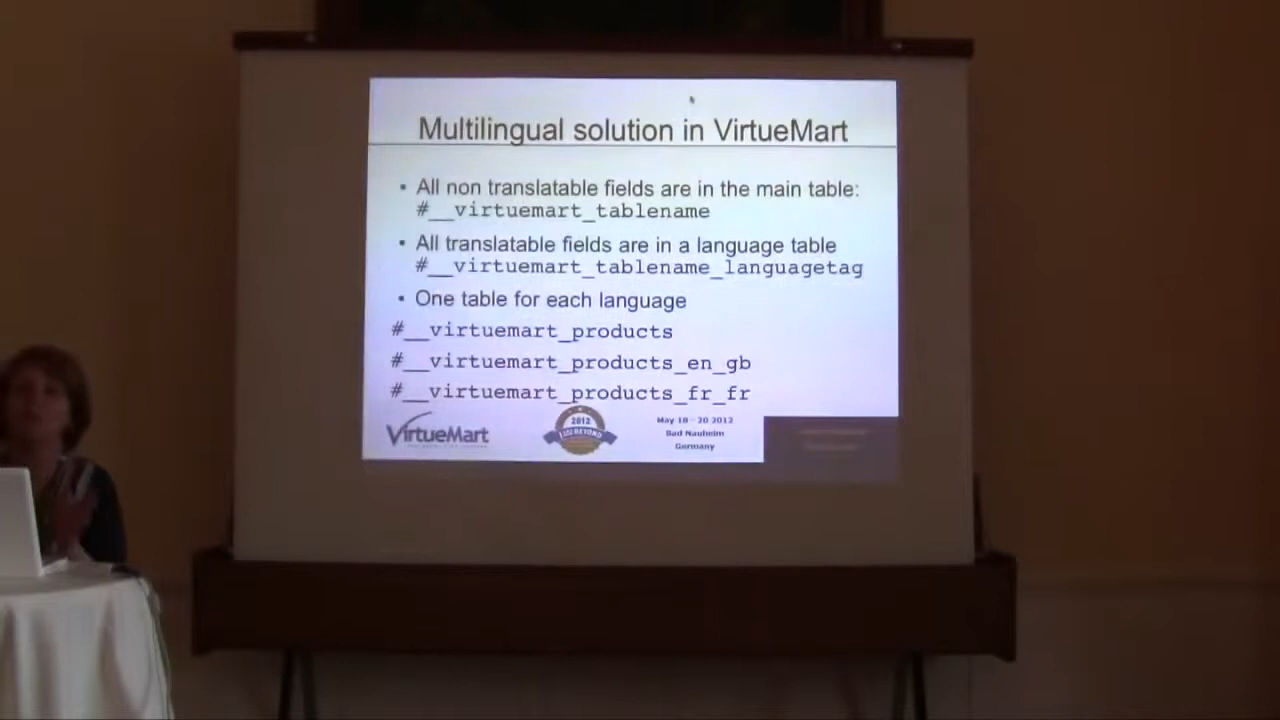 Multilingual solution in VirtueMart
• All non translatable fields are in the main table:
#__virtuemart_tablename
• All translatable fields are in a language table
#__virtuemart_tablename_languagetag
• One table for each language
#__virtuemart_products
#__virtuemart_products_en_gb
#__virtuemart_products_fr_fr
VirtueMart
2012
May 18 - 20 2012
Bad Nauheim
Germany